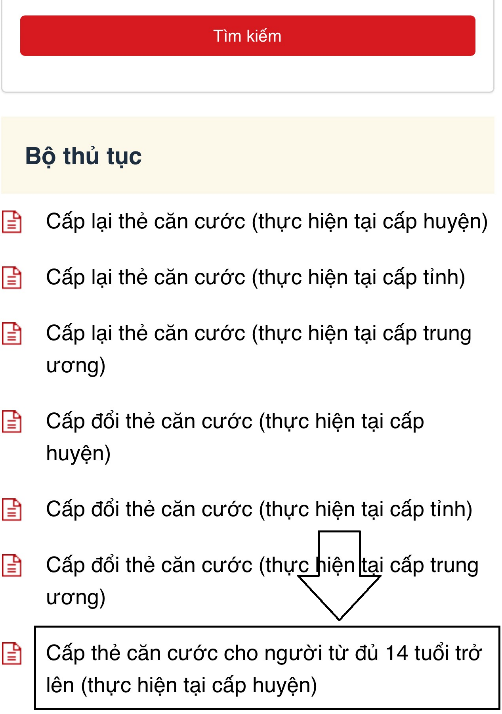 Tìm kiếm
Bộ thủ tục
Cấp lại thẻ căn cước (thực hiện tại cấp huyện)
Cấp lại thẻ căn cước (thực hiện tại cấp tỉnh)
Cấp lại thẻ căn cước (thực hiện tại cấp trung
ương)
Cấp đổi thẻ căn cước (thực hiện tại cấp
huyện)
Cấp đổi thẻ căn cước (thực hiện tại cấp tỉnh)
Cấp đổi thẻ căn cước (thực hiện tại cấp trung
ương)
Cấp thẻ căn cước cho người từ đủ 14 tuổi trở
lên (thực hiện tại cấp huyện)